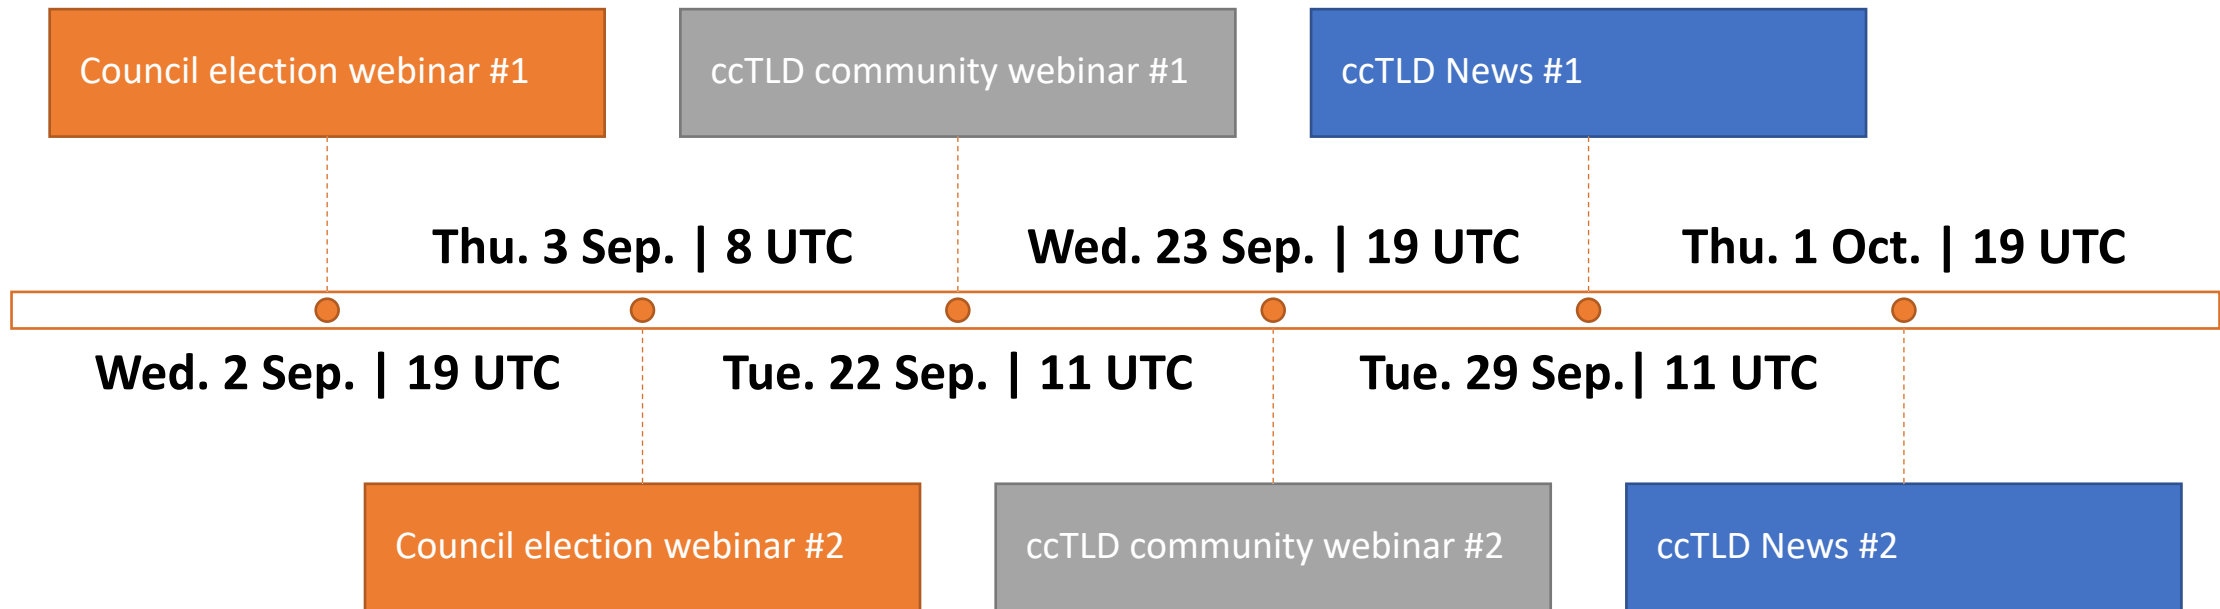 Council election webinar #1
ccTLD community webinar #1
ccTLD News #1
Thu. 3 Sep. | 8 UTC
Wed. 23 Sep. | 19 UTC
Thu. 1 Oct. | 19 UTC
Wed. 2 Sep. | 19 UTC
Tue. 22 Sep. | 11 UTC
Tue. 29 Sep.| 11 UTC
Council election webinar #2
ccTLD community webinar #2
ccTLD News #2